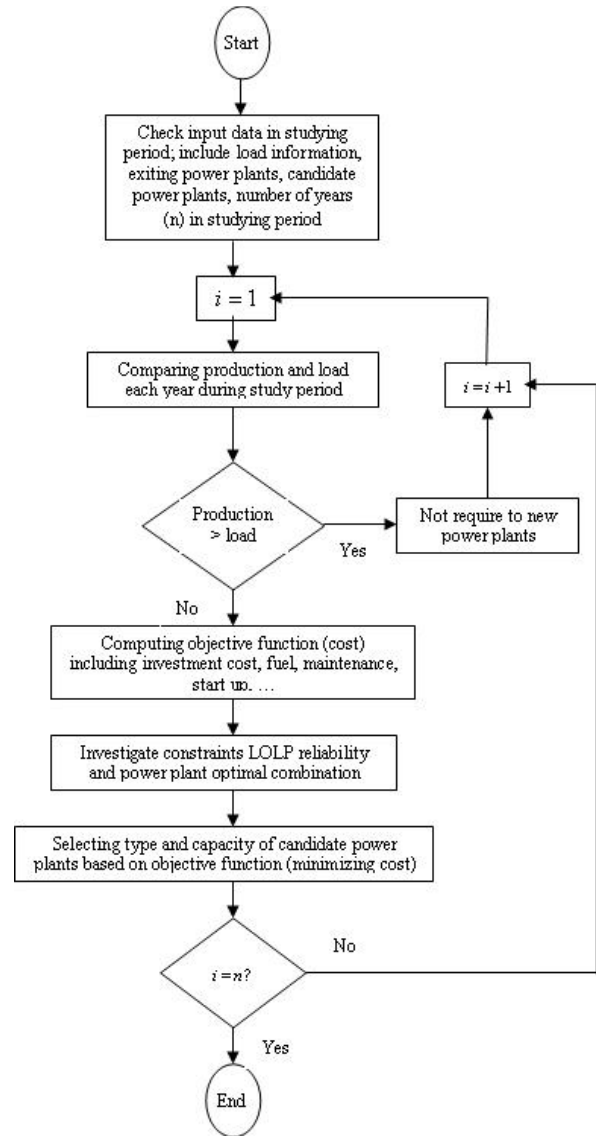 Start
Check input data in studying
period; include load information,
exiting power plants, candidate
power plants, number of years
(n) in studying period
i = 1
Comparing production and load
each year during study period
i=i+1
Production
> load
Yes
Not require to new
power plants
No
Computing objective function (cost)
including investment cost, fuel, maintenance,
start up. ...
Investigate constraints LOLP reliability
and power plant optimal combination
Selecting type and capacity of candidate power
plants based on objective function (minimizing cost)
No
i=n?
Yes
End